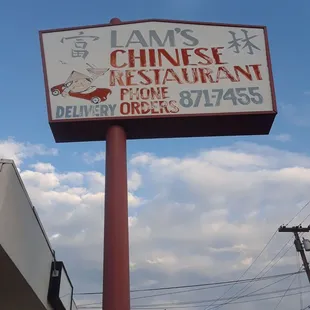 富 LAM'S 林
CHINESE
RESTAURANT
PHONE
DELIVERY ORDERS 871-7455